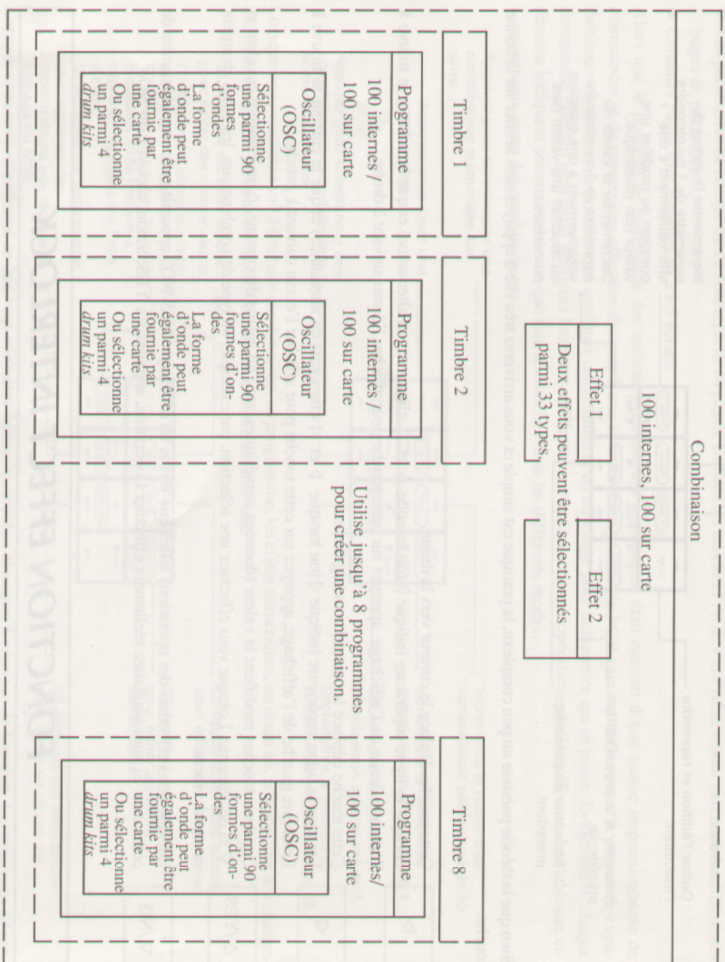 Combinaison
100 internes, 100 sur carte
Effet 1
Effet 2
Deux effets peuvent être sélectionnés
parmi 33 types.
Timbre 1
Programme
100 internes /
100 sur carte
Oscillateur
(OSC)
Sélectionne
une parmi 90
formes
d'ondes
La forme
d'onde peut
également être
fournie par
une carte
Ou sélectionne
un parmi 4
drum kits
Timbre 2
Programme
100 internes /
100 sur carte
Oscillateur
(OSC)
Sélectionne
une parmi 90
formes d'on-
des
La forme
d'onde peut
également être
fournie par
une carte
Ou sélectionne
un parmi 4
drum kits
Utilise jusqu'à 8 programmes
pour créer une combinaison.
Timbre 8
Programme
100 internes/
100 sur carte
Oscillateur
(OSC)
Sélectionne
une parmi 90
formes d'on-
des
La forme
d'onde peut
également être
fournie par
une carte
Ou sélectionne
un parmi 4
drum kits